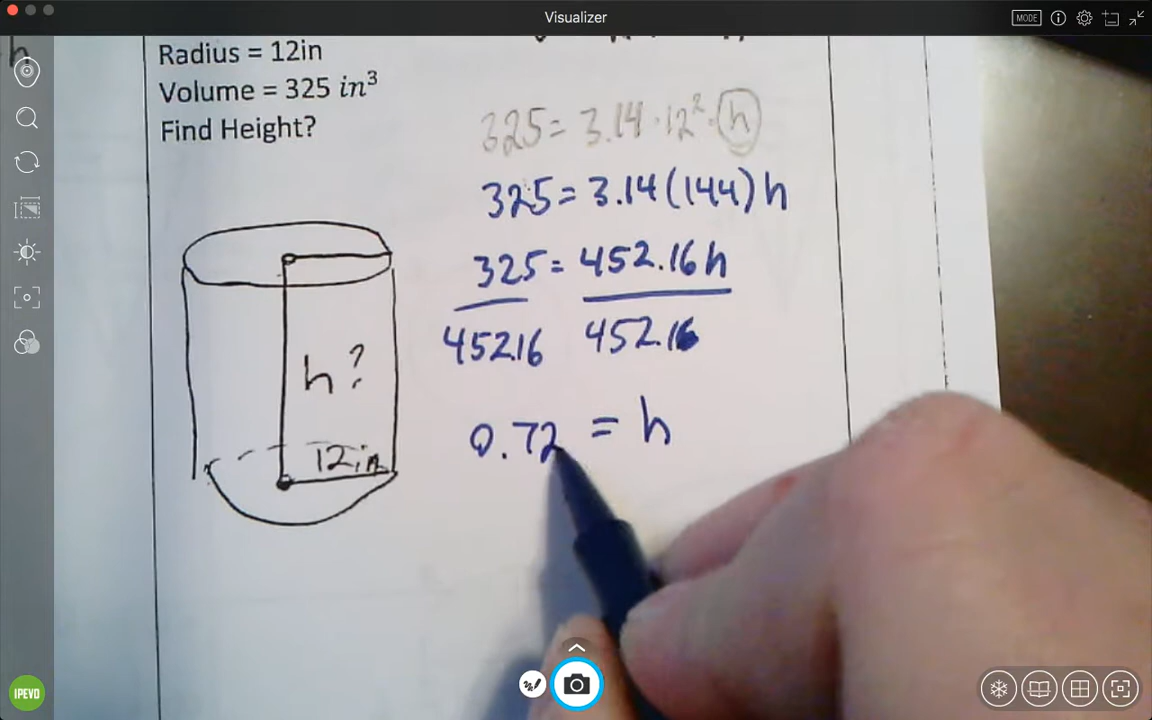 Visualizer
MODE
h
Radius = 12in
Volume = 325 in³
Find Height?
325 = 3.14 · 12² · h
325 = 3.14 (144) h
325 = 452.16 h
452.16 452.16
0.72 = h
h ?
12in
IPEVO